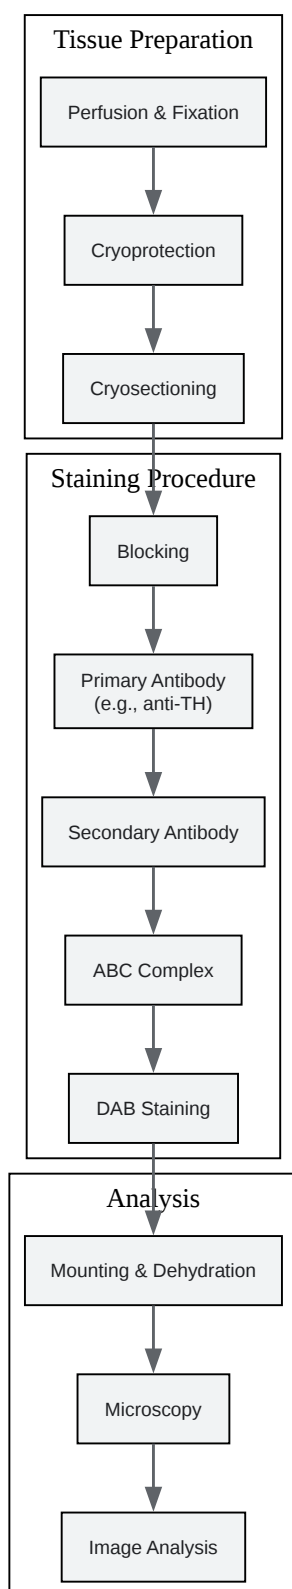 Tissue Preparation
Perfusion & Fixation
Cryoprotection
Cryosectioning
Staining Procedure
Blocking
Primary Antibody
(e.g., anti-TH)
Secondary Antibody
ABC Complex
DAB Staining
Analysis
Mounting & Dehydration
Microscopy
Image Analysis